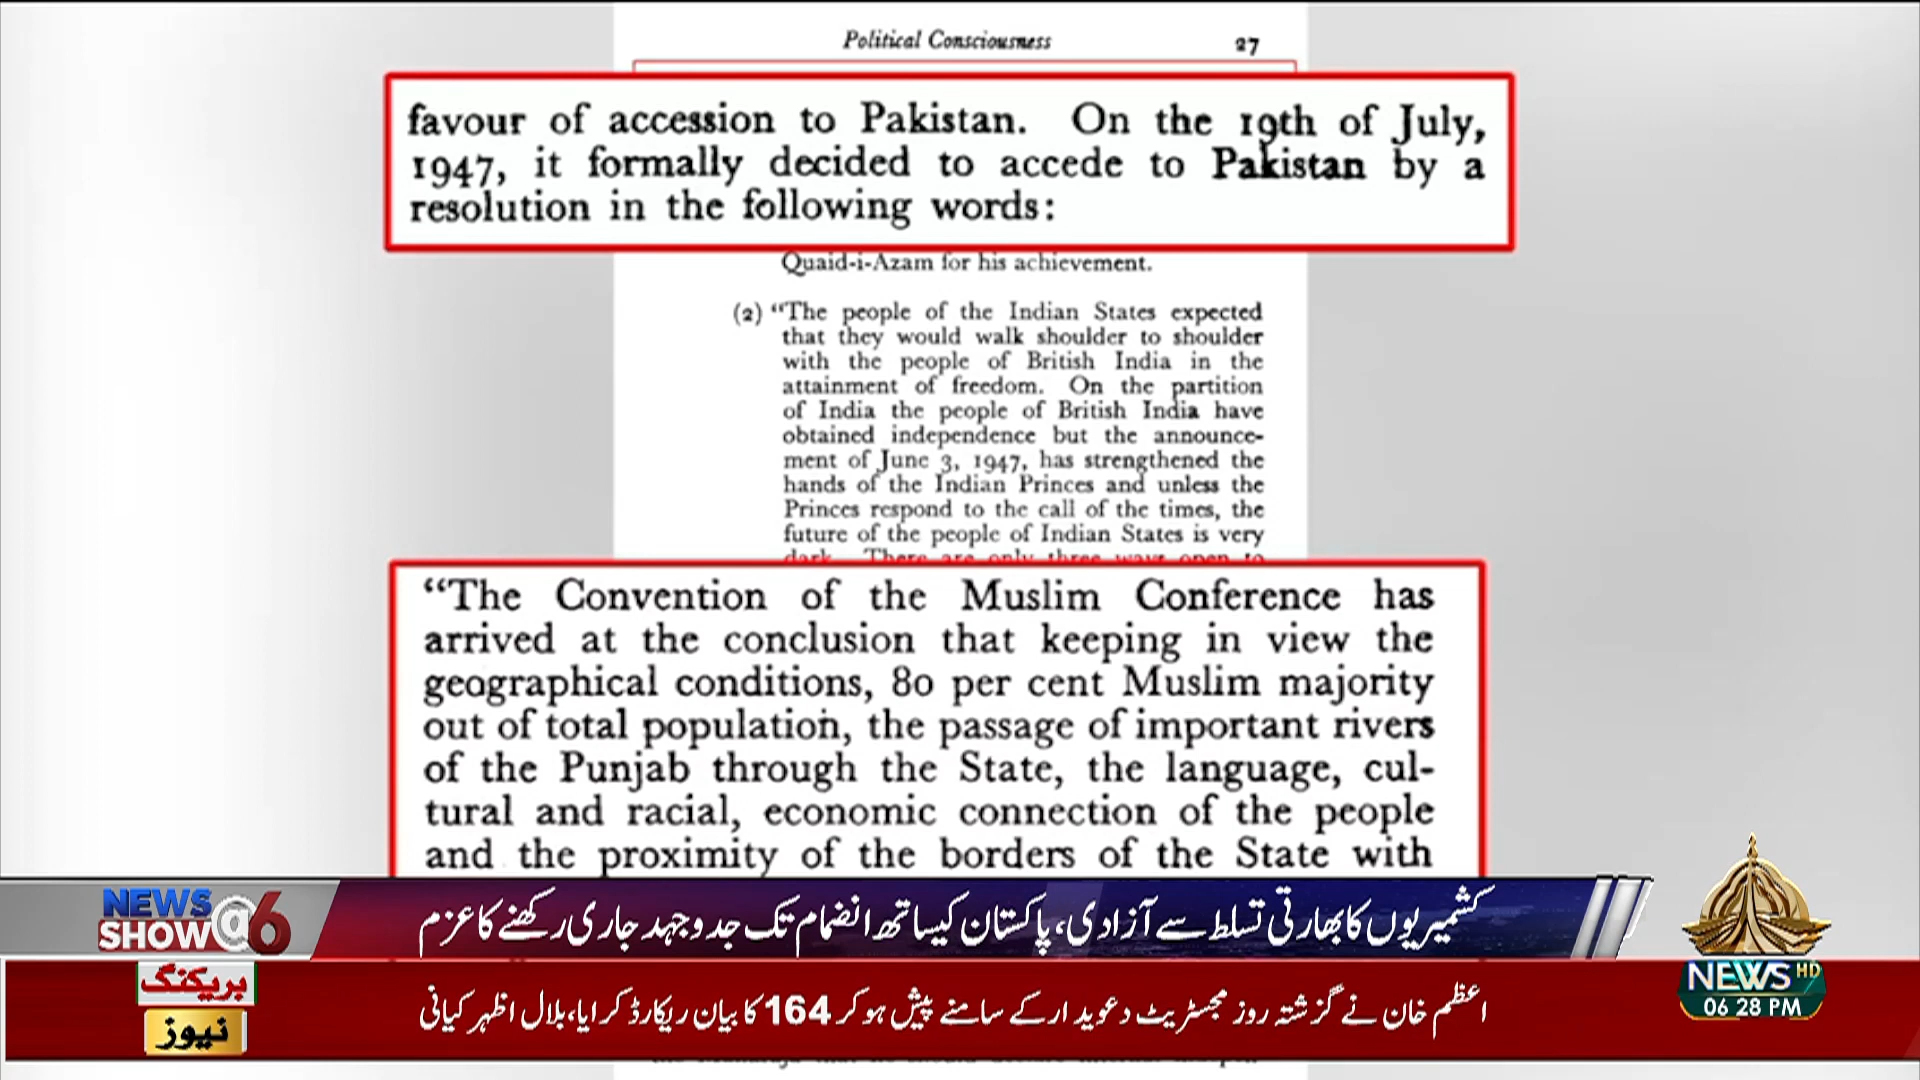 Political Consciousness 27
favour of accession to Pakistan. On the 19th of July,
1947, it formally decided to accede to Pakistan by a
resolution in the following words:
Quaid-i-Azam for his achievement.
(2) “The people of the Indian States expected
that they would walk shoulder to shoulder
with the people of British India in the
attainment of freedom. On the partition
of India the people of British India have
obtained independence but the announce-
ment of June 3, 1947, has strengthened the
hands of the Indian Princes and unless the
Princes respond to the call of the times, the
future of the people of Indian States is very
dark. There are only three ways open to
“The Convention of the Muslim Conference has
arrived at the conclusion that keeping in view the
geographical conditions, 80 per cent Muslim majority
out of total population, the passage of important rivers
of the Punjab through the State, the language, cul-
tural and racial, economic connection of the people
and the proximity of the borders of the State with
NEWS
SHOW @6
کشمیریوں کا بھارتی تسلط سے آزادی، پاکستان کیساتھ انضمام تک جدوجہد جاری رکھنے کا عزم
بریکنگ
نیوز
اعظم خان نے گزشتہ روز مجسٹریٹ دعویدار کے سامنے پیش ہو کر 164 کا بیان ریکارڈ کرایا، بلال اظہر کیانی
NEWS HD
06 28 PM